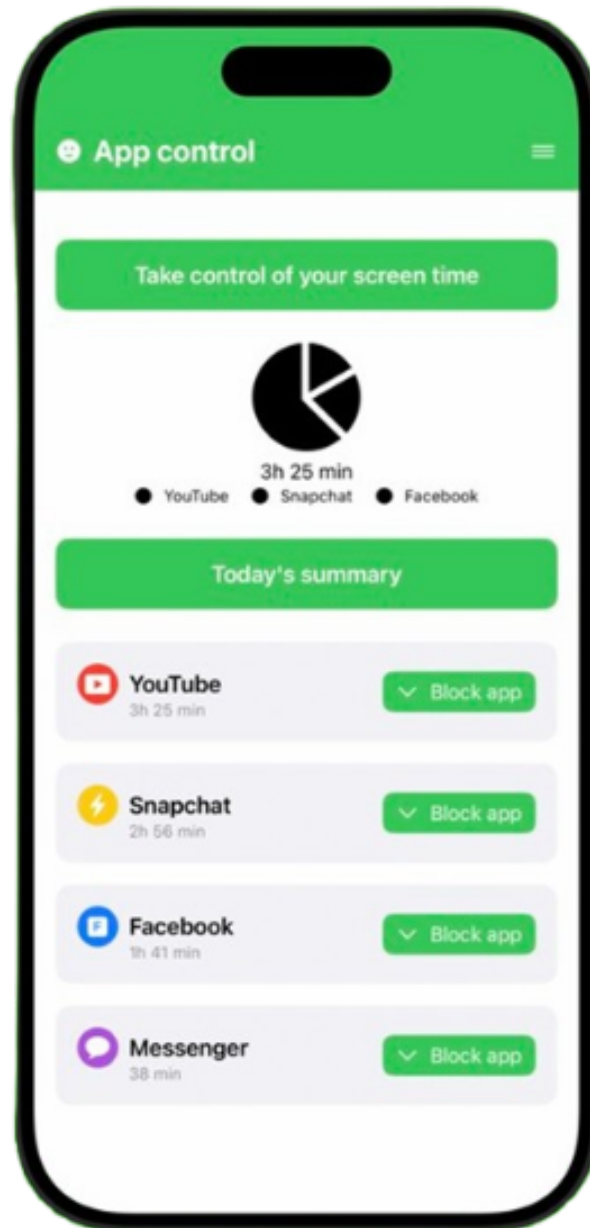 App control
Take control of your screen time
3h 25 min
YouTube Snapchat Facebook
Today's summary
YouTube
3h 25 min
Block app
Snapchat
2h 56 min
Block app
Facebook
1h 41 min
Block app
Messenger
38 min
Block app